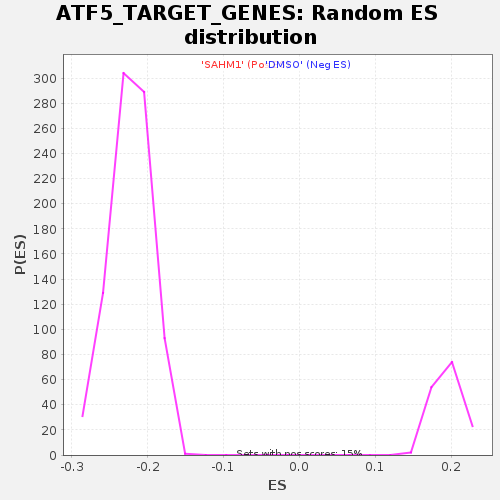 ATF5_TARGET_GENES: Random ES
distribution
'SAHM1' (Po'DMSO' (Neg ES)
300
280
260
240
220
200
180
160
140
120
100
80
60
40
20
0
P(ES)
Sets with pos scores: 15%
-0.3 -0.2 -0.1 0.0 0.1 0.2
ES